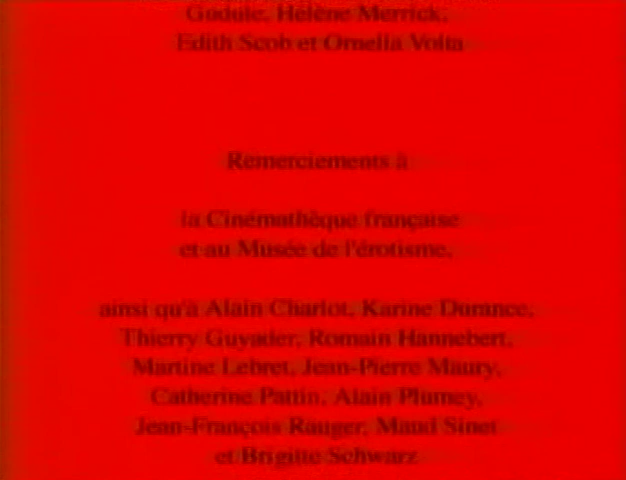 Gudule, Hélène Merrick,
Edith Scob et Ornella Volta
Remerciements à
la Cinémathèque française
et au Musée de l'érotisme,
ainsi qu'à Alain Charlot, Karine Durance,
Thierry Guyader, Romain Hannebert,
Martine Lebret, Jean-Pierre Maury,
Catherine Pattin, Alain Plumey,
Jean-François Rauger, Maud Sinet
et Brigitte Schwarz